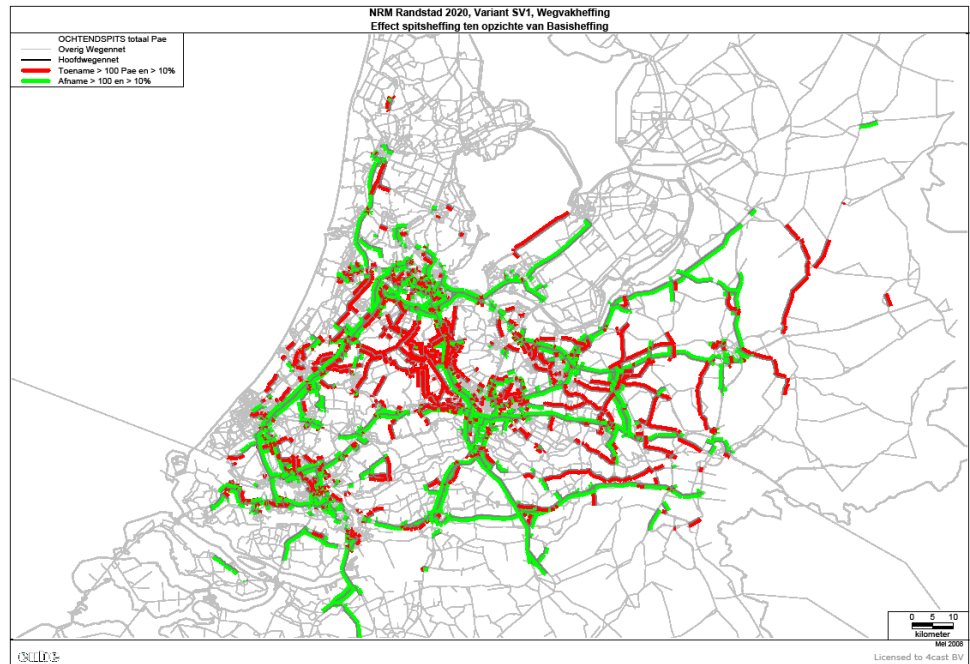 NRM Randstad 2020, Variant SV1, Wegvakheffing
Effect spitsheffing ten opzichte van Basisheffing
OCHTENDSPITS totaal Pae
Overig Wegennet
Hoofdwegennet
Toename > 100 Pae en > 10%
Afname > 100 en > 10%
0 5 10
kilometer
Mei 2008
cube
Licensed to 4cast BV